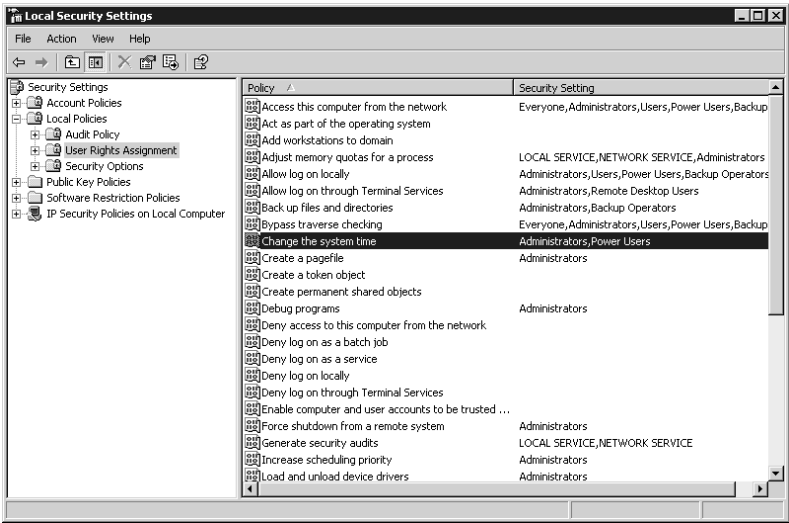 Local Security Settings
File Action View Help
Security Settings
Account Policies
Local Policies
Audit Policy
User Rights Assignment
Security Options
Public Key Policies
Software Restriction Policies
IP Security Policies on Local Computer
Policy Security Setting
Access this computer from the network Everyone,Administrators,Users,Power Users,Backup
Act as part of the operating system
Add workstations to domain
Adjust memory quotas for a process LOCAL SERVICE,NETWORK SERVICE,Administrators
Allow log on locally Administrators,Users,Power Users,Backup Operators
Allow log on through Terminal Services Administrators,Remote Desktop Users
Back up files and directories Administrators,Backup Operators
Bypass traverse checking Everyone,Administrators,Users,Power Users,Backup
Change the system time Administrators,Power Users
Create a pagefile Administrators
Create a token object
Create permanent shared objects
Debug programs Administrators
Deny access to this computer from the network
Deny log on as a batch job
Deny log on as a service
Deny log on locally
Deny log on through Terminal Services
Enable computer and user accounts to be trusted ...
Force shutdown from a remote system Administrators
Generate security audits LOCAL SERVICE,NETWORK SERVICE
Increase scheduling priority Administrators
Load and unload device drivers Administrators